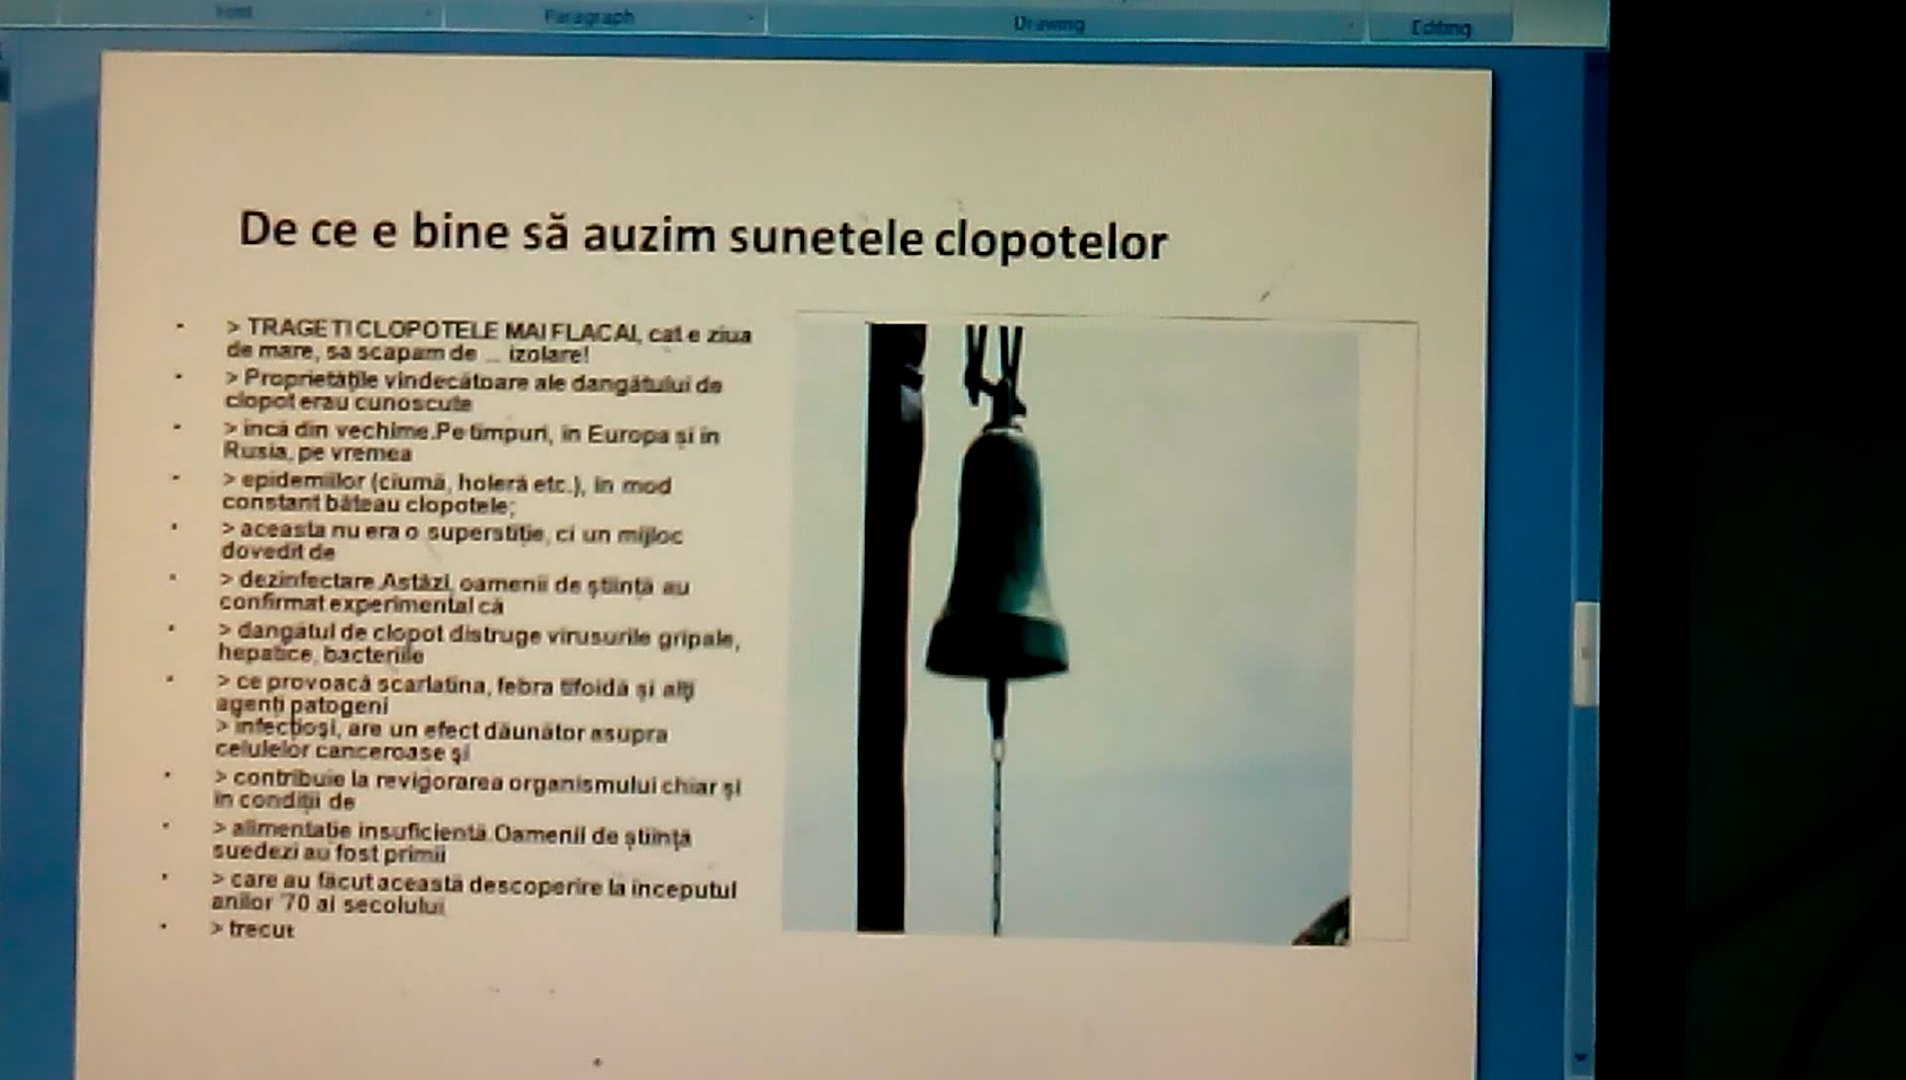 Font
Paragraph
Drawing
Editing
De ce e bine să auzim sunetele clopotelor
> TRAGETI CLOPOTELE MAI FLACAI, cat e ziua
de mare, sa scapam de ... izolare!
> Proprietățile vindecătoare ale dangătului de
clopot erau cunoscute
> încă din vechime.Pe timpuri, în Europa și în
Rusia, pe vremea
> epidemiilor (ciumă, holeră etc.), în mod
constant băteau clopotele;
> aceasta nu era o superstiție, ci un mijloc
dovedit de
> dezinfectare.Astăzi, oamenii de știință au
confirmat experimental că
> dangătul de clopot distruge virusurile gripale,
hepatice, bacteriile
> ce provoacă scarlatina, febra tifoidă și alți
agenți patogeni
> infecțioși, are un efect dăunător asupra
celulelor canceroase și
> contribuie la revigorarea organismului chiar și
în condiții de
> alimentație insuficientă.Oamenii de știință
suedezi au fost primii
> care au făcut această descoperire la începutul
anilor '70 ai secolului
> trecut